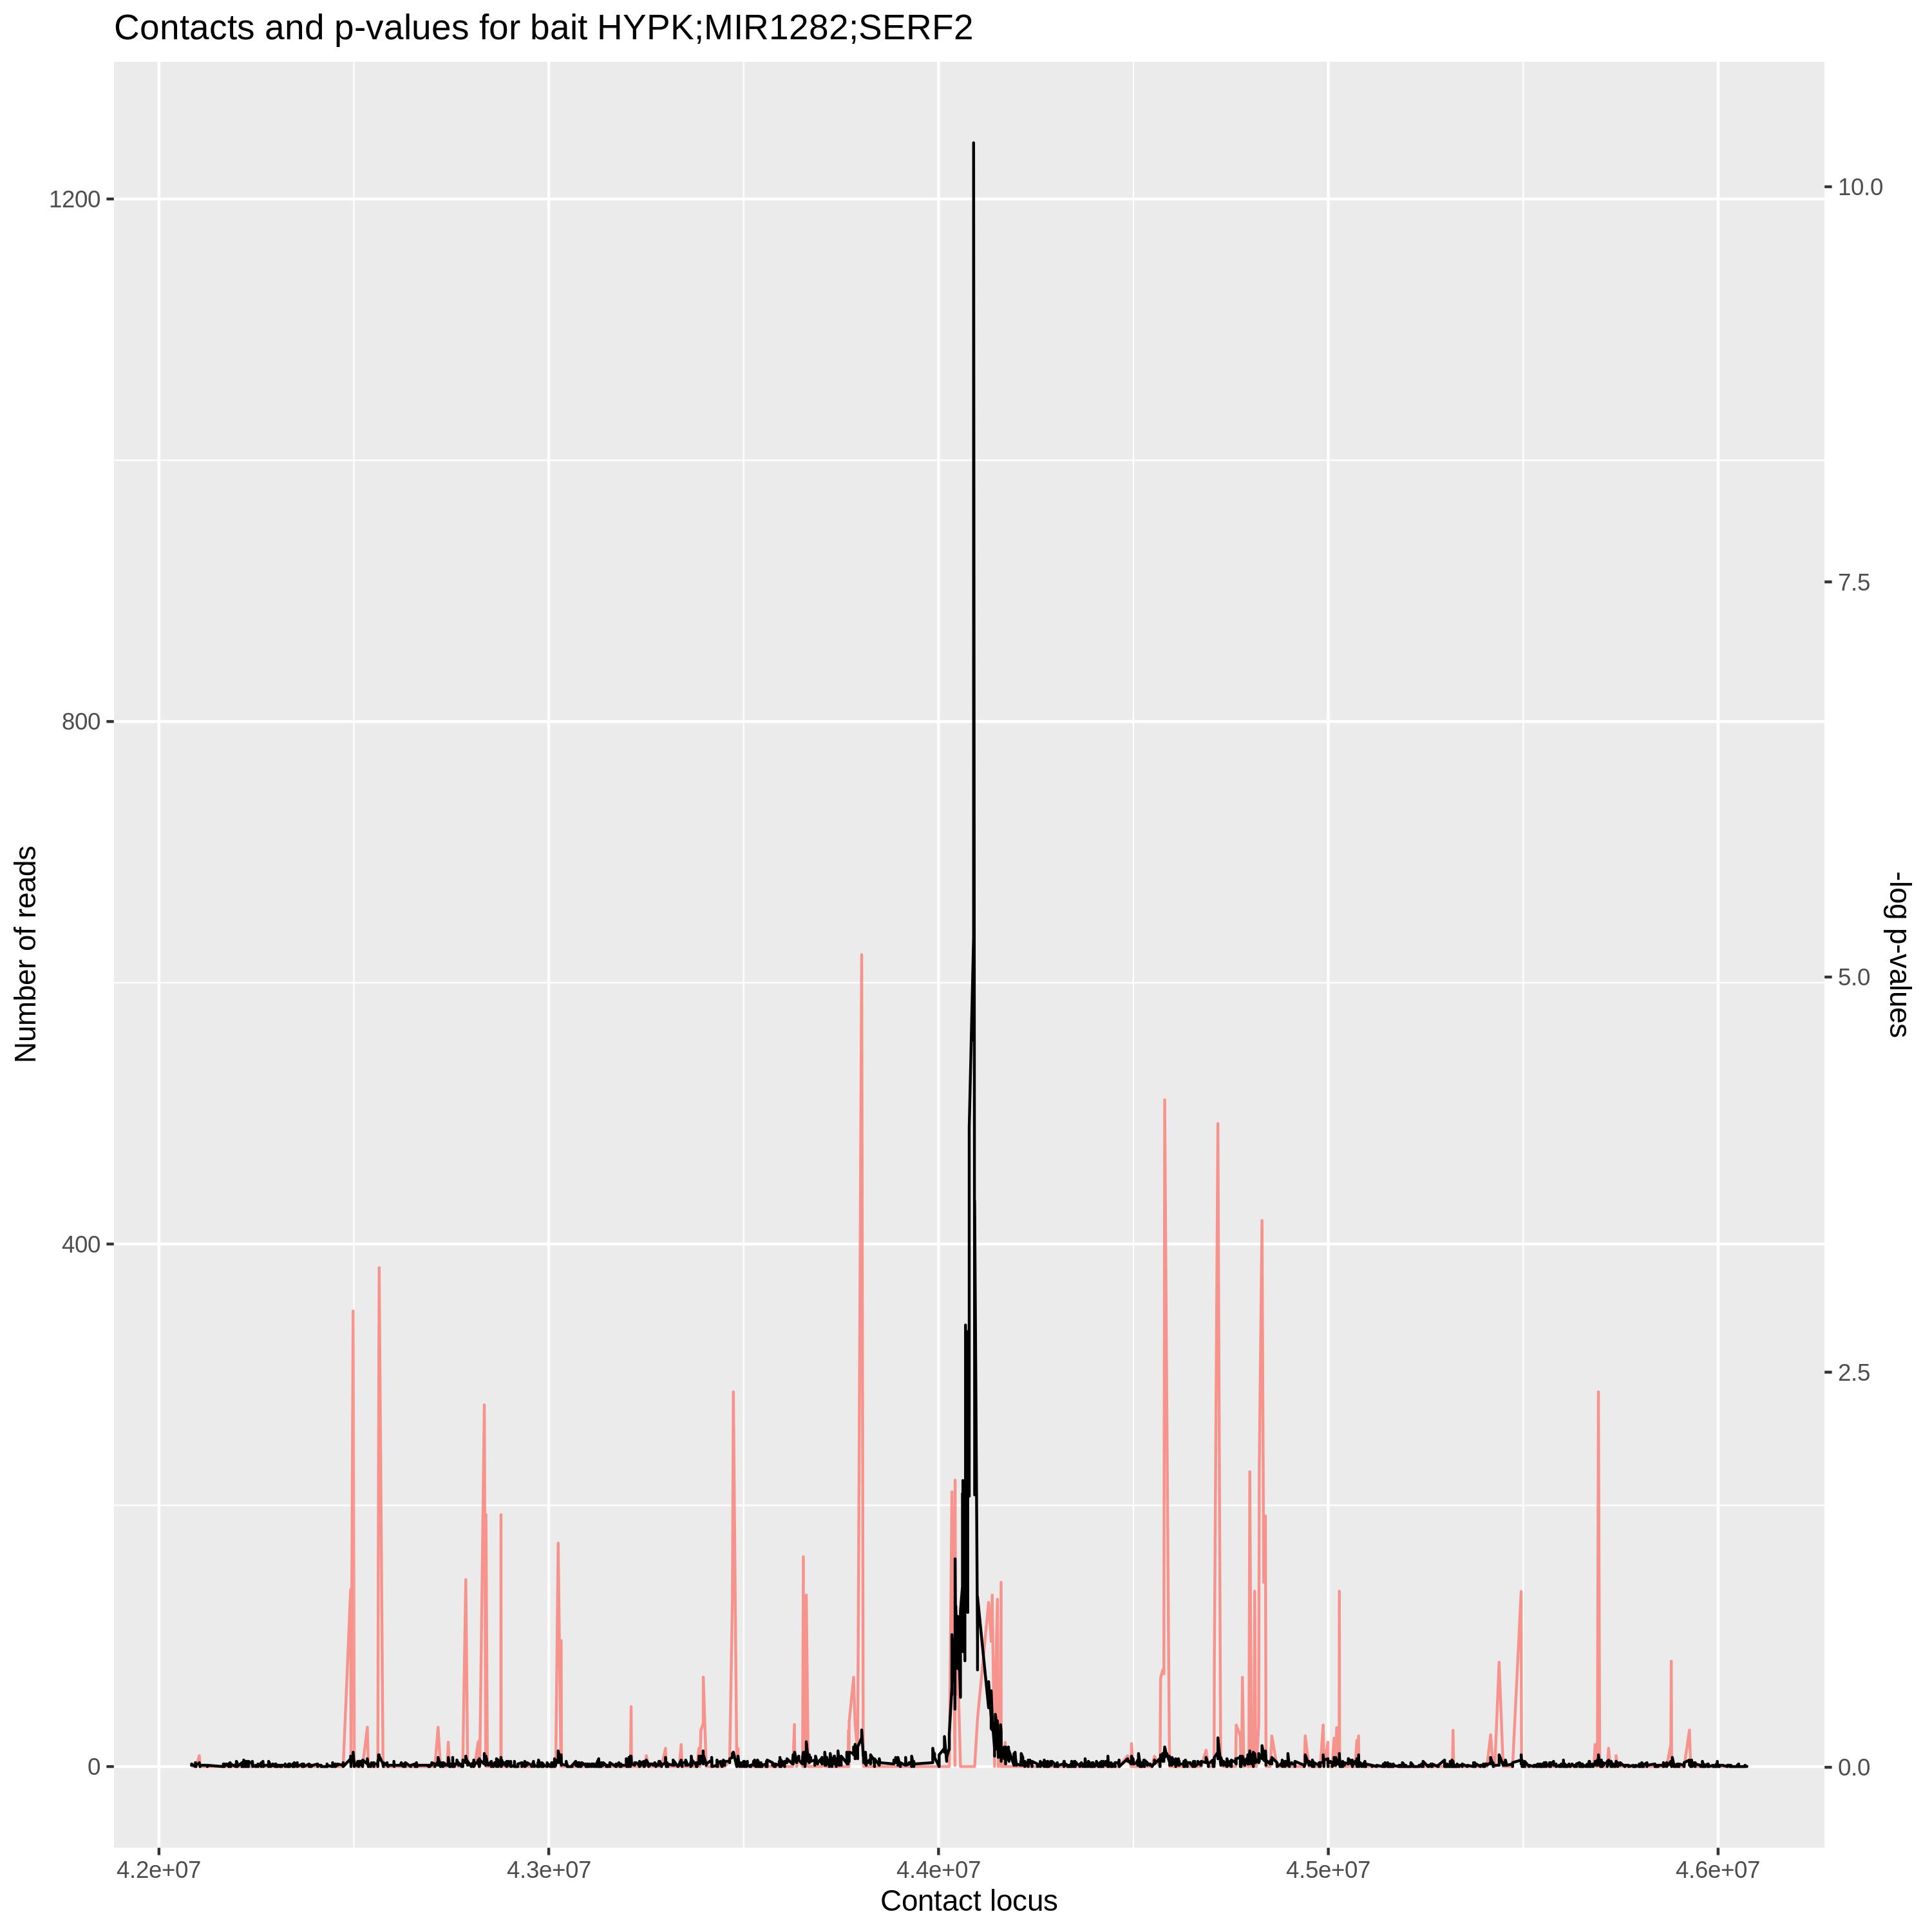 Contacts and p-values for bait HYPK;MIR1282;SERF2
1200
800
400
0
Number of reads
10.0
7.5
5.0
2.5
0.0
-log p-values
4.2e+07 4.3e+07 4.4e+07 4.5e+07 4.6e+07
Contact locus